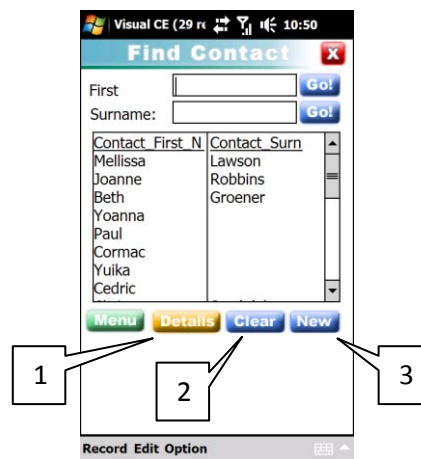 Visual CE (29 re 10:50
Find Contact X
First Go!
Surname: Go!
Contact_First_N Contact_Surn
Mellissa Lawson
Joanne Robbins
Beth Groener
Yoanna
Paul
Cormac
Yuika
Cedric
Menu Details Clear New
1 2 3
Record Edit Option